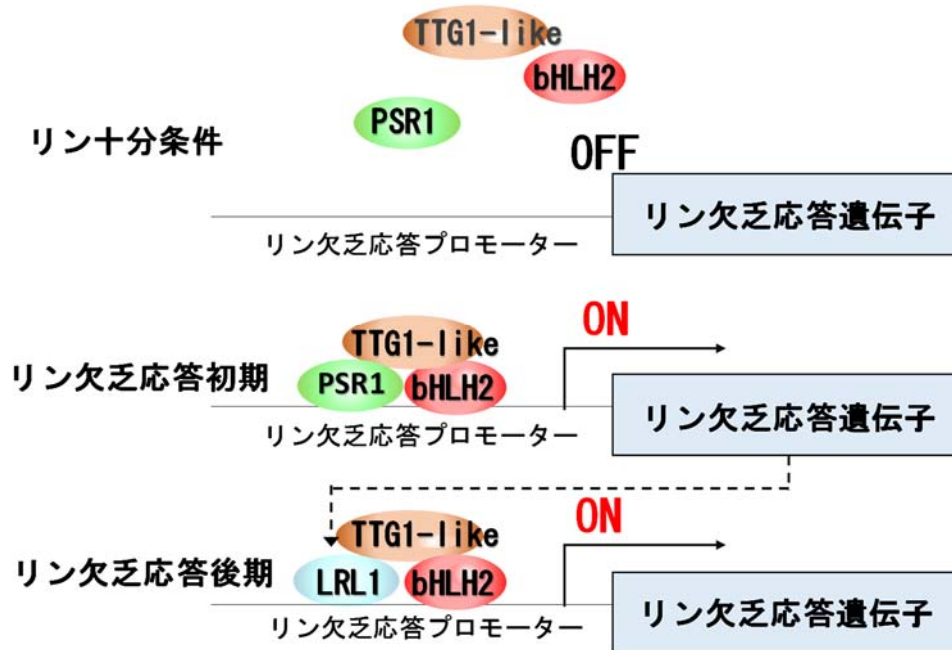 TTG1-like
bHLH2
PSR1
リン十分条件
OFF
リン欠乏応答遺伝子
リン欠乏応答プロモーター
ON
TTG1-like
リン欠乏応答初期
PSR1
bHLH2
リン欠乏応答遺伝子
リン欠乏応答プロモーター
ON
TTG1-like
リン欠乏応答後期
LRL1
bHLH2
リン欠乏応答遺伝子
リン欠乏応答プロモーター